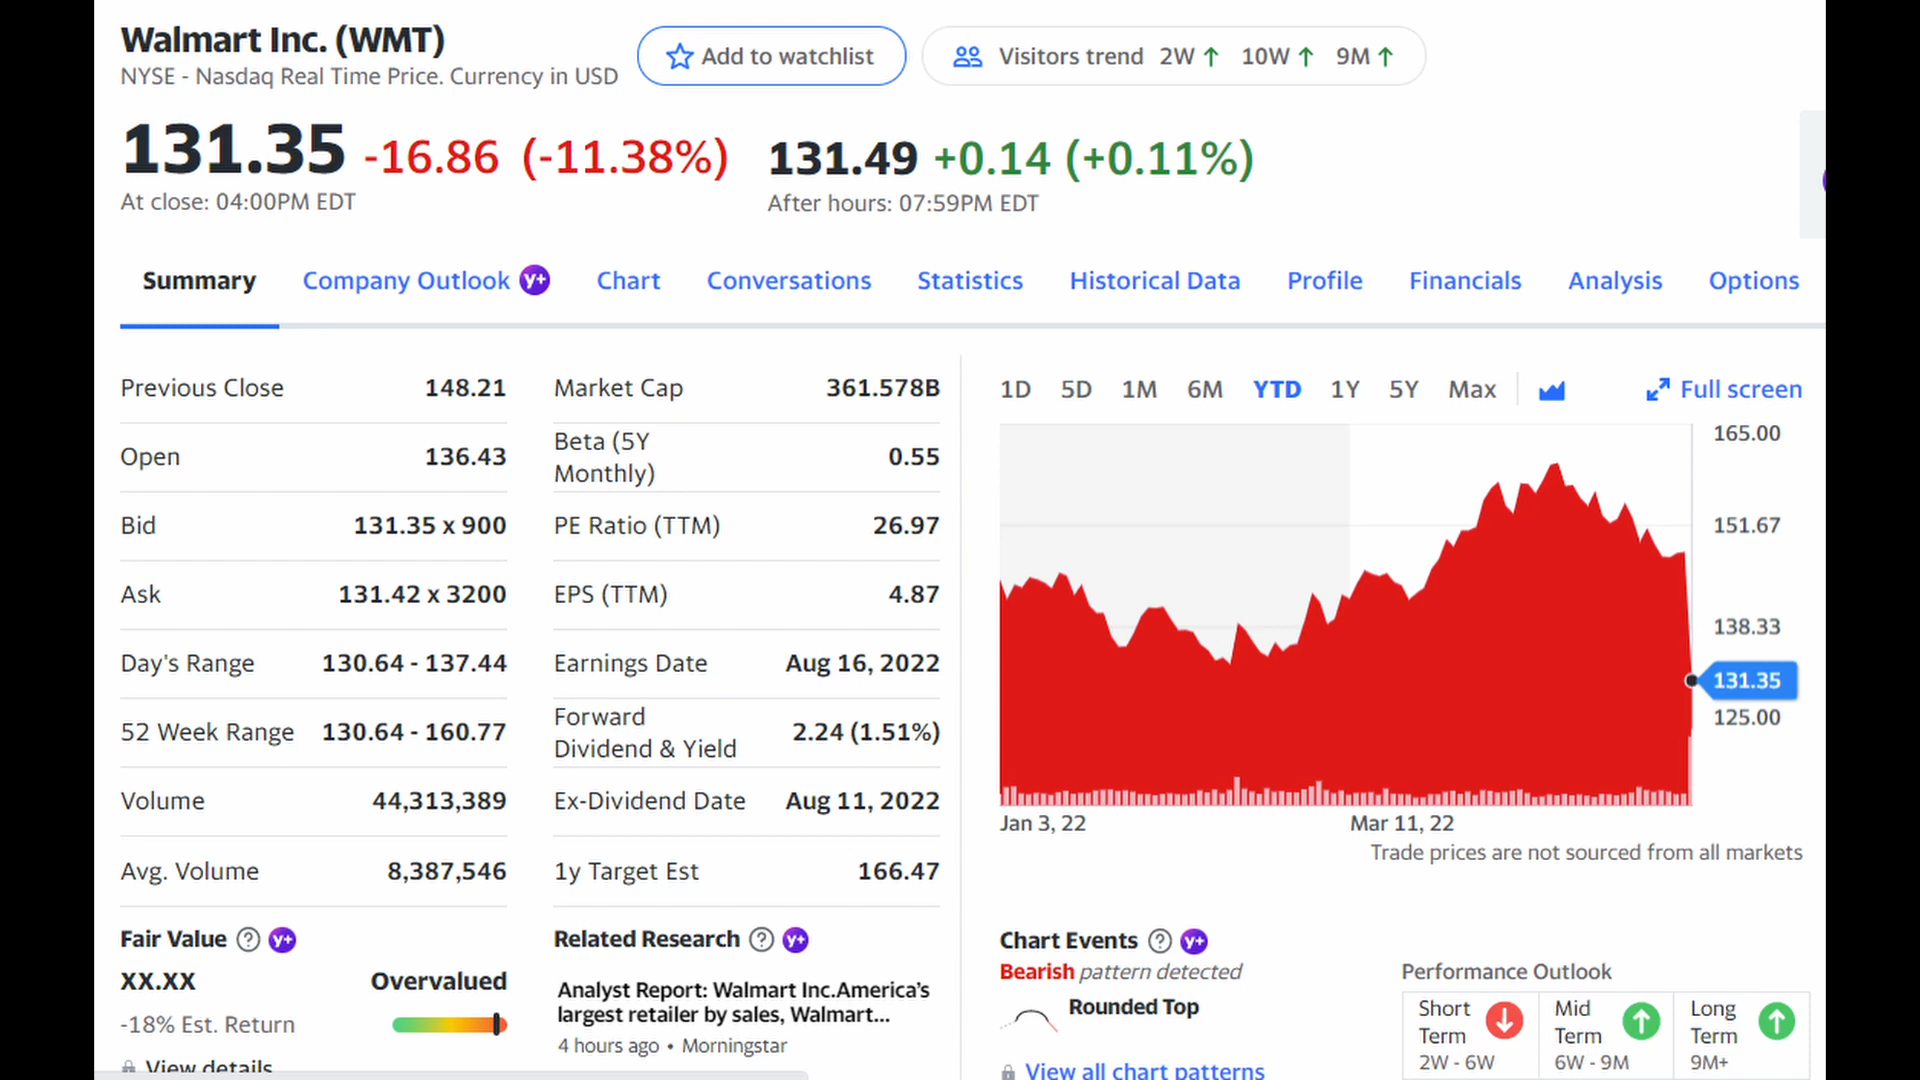 Walmart Inc. (WMT)
NYSE - Nasdaq Real Time Price. Currency in USD
Add to watchlist
Visitors trend 2W 10W 9M
131.35 -16.86 (-11.38%)
At close: 04:00PM EDT
131.49 +0.14 (+0.11%)
After hours: 07:59PM EDT
Summary
Company Outlook y+
Chart
Conversations
Statistics
Historical Data
Profile
Financials
Analysis
Options
Previous Close 148.21
Open 136.43
Bid 131.35 x 900
Ask 131.42 x 3200
Day's Range 130.64 - 137.44
52 Week Range 130.64 - 160.77
Volume 44,313,389
Avg. Volume 8,387,546
Market Cap 361.578B
Beta (5Y
Monthly) 0.55
PE Ratio (TTM) 26.97
EPS (TTM) 4.87
Earnings Date Aug 16, 2022
Forward
Dividend & Yield 2.24 (1.51%)
Ex-Dividend Date Aug 11, 2022
1y Target Est 166.47
1D 5D 1M 6M YTD 1Y 5Y Max
Full screen
165.00
151.67
138.33
131.35
125.00
Jan 3, 22
Mar 11, 22
Trade prices are not sourced from all markets
Fair Value ? y+
XX.XX Overvalued
-18% Est. Return
View details
Related Research ? y+
Analyst Report: Walmart Inc.America's
largest retailer by sales, Walmart...
4 hours ago • Morningstar
Chart Events ? y+
Bearish pattern detected
Rounded Top
View all chart patterns
Performance Outlook
Short
Term
2W - 6W
Mid
Term
6W - 9M
Long
Term
9M+